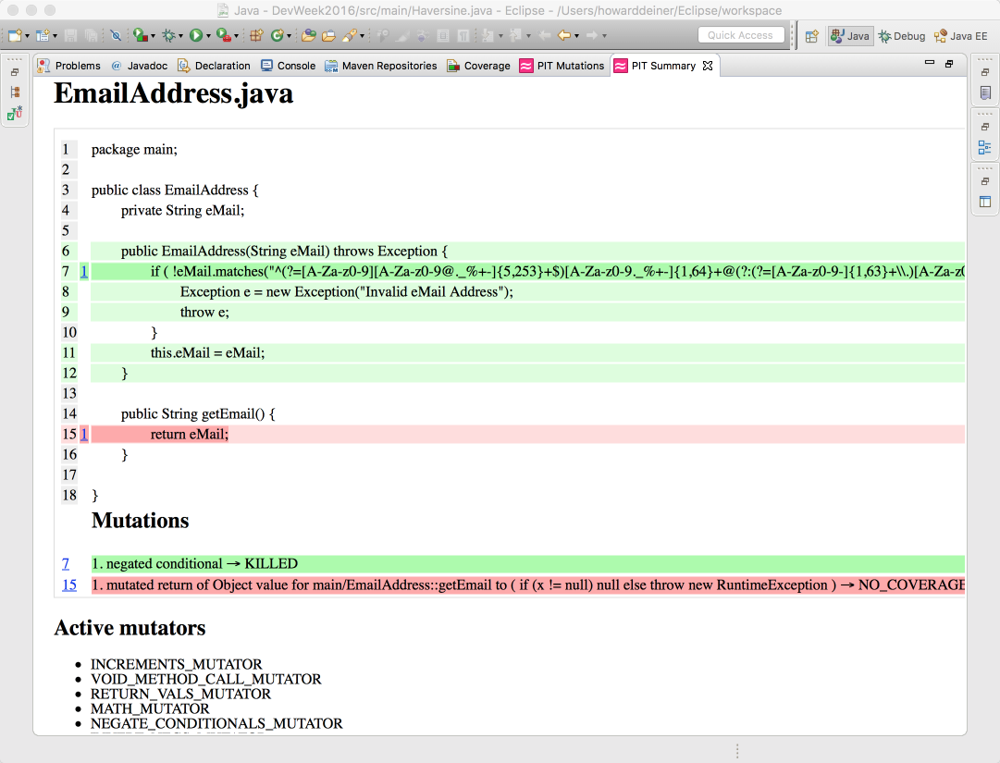 Java - DevWeek2016/src/main/Haversine.java - Eclipse - /Users/howarddeiner/Eclipse/workspace
Quick Access Java Debug Java EE
Problems @ Javadoc Declaration Console Maven Repositories Coverage PIT Mutations PIT Summary
EmailAddress.java
1 package main;
2
3 public class EmailAddress {
4 private String eMail;
5
6 public EmailAddress(String eMail) throws Exception {
7 1 if ( !eMail.matches("^(?=[A-Za-z0-9][A-Za-z0-9@._%+-]{5,253}+$)[A-Za-z0-9._%+-]{1,64}+@(?:(?=[A-Za-z0-9-]{1,63}+\\.)[A-Za-z0
8 Exception e = new Exception("Invalid eMail Address");
9 throw e;
10 }
11 this.eMail = eMail;
12 }
13
14 public String getEmail() {
15 1 return eMail;
16 }
17
18 }
Mutations
7 1. negated conditional → KILLED
15 1. mutated return of Object value for main/EmailAddress::getEmail to ( if (x != null) null else throw new RuntimeException ) → NO_COVERAGE
Active mutators
• INCREMENTS_MUTATOR
• VOID_METHOD_CALL_MUTATOR
• RETURN_VALS_MUTATOR
• MATH_MUTATOR
• NEGATE_CONDITIONALS_MUTATOR